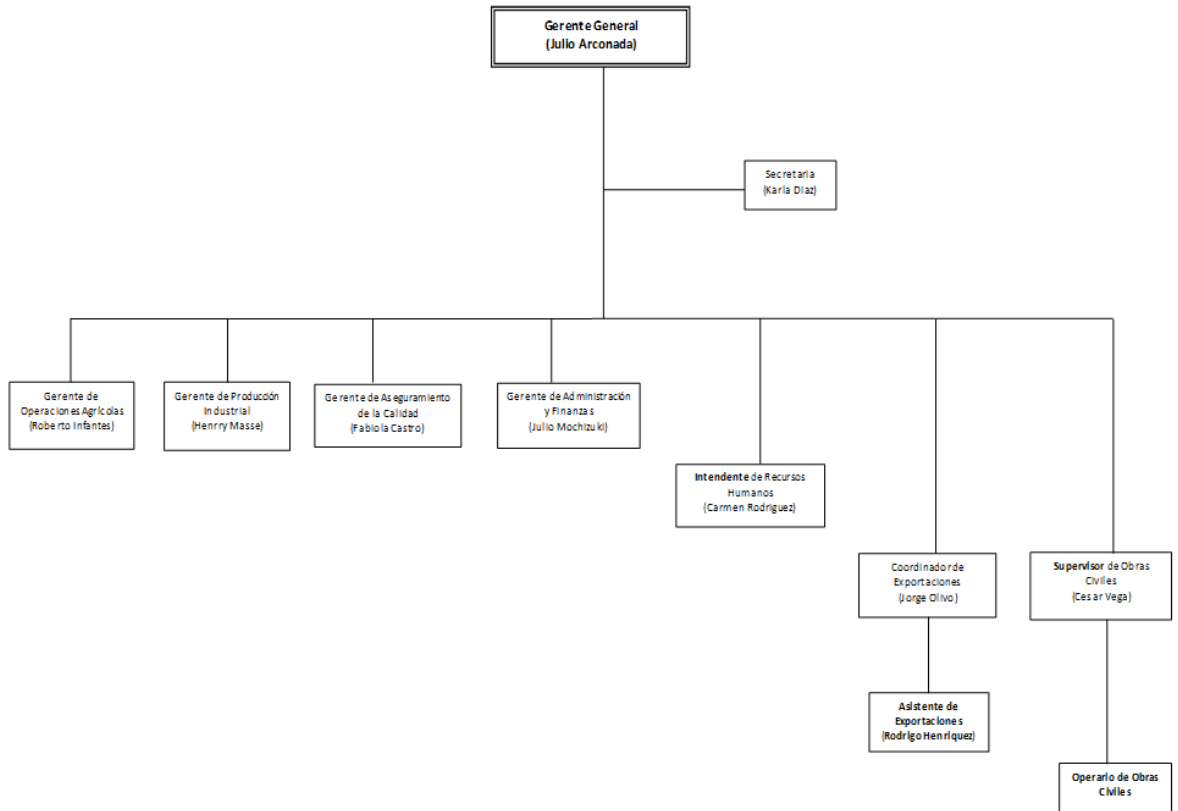 Gerente General
(Julio Arconada)
Secretaria
(Karla Diaz)
Gerente de
Operaciones Agrícolas
(Roberto Infantes)
Gerente de Producción
Industrial
(Henrry Masse)
Gerente de Aseguramiento
de la Calidad
(Fabiola Castro)
Gerente de Administración
y Finanzas
(Julio Mochizuki)
Intendente de Recursos
Humanos
(Carmen Rodriguez)
Coordinador de
Exportaciones
(Jorge Olivo)
Supervisor de Obras
Civiles
(Cesar Vega)
Asistente de
Exportaciones
(Rodrigo Henriquez)
Operario de Obras
Civiles